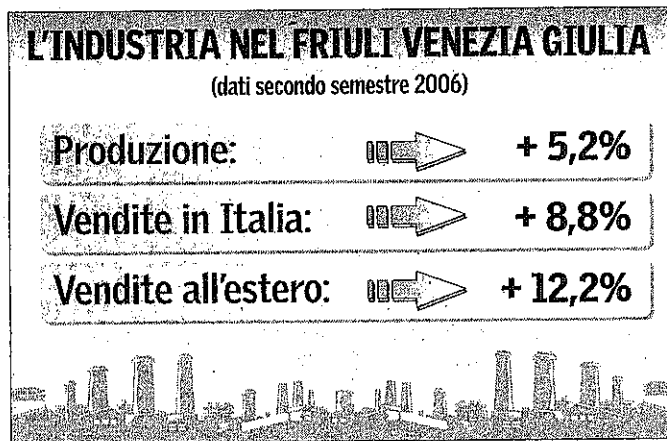 L'INDUSTRIA NEL FRIULI VENEZIA GIULIA
(dati secondo semestre 2006)
Produzione: + 5,2%
Vendite in Italia: + 8,8%
Vendite all'estero: + 12,2%